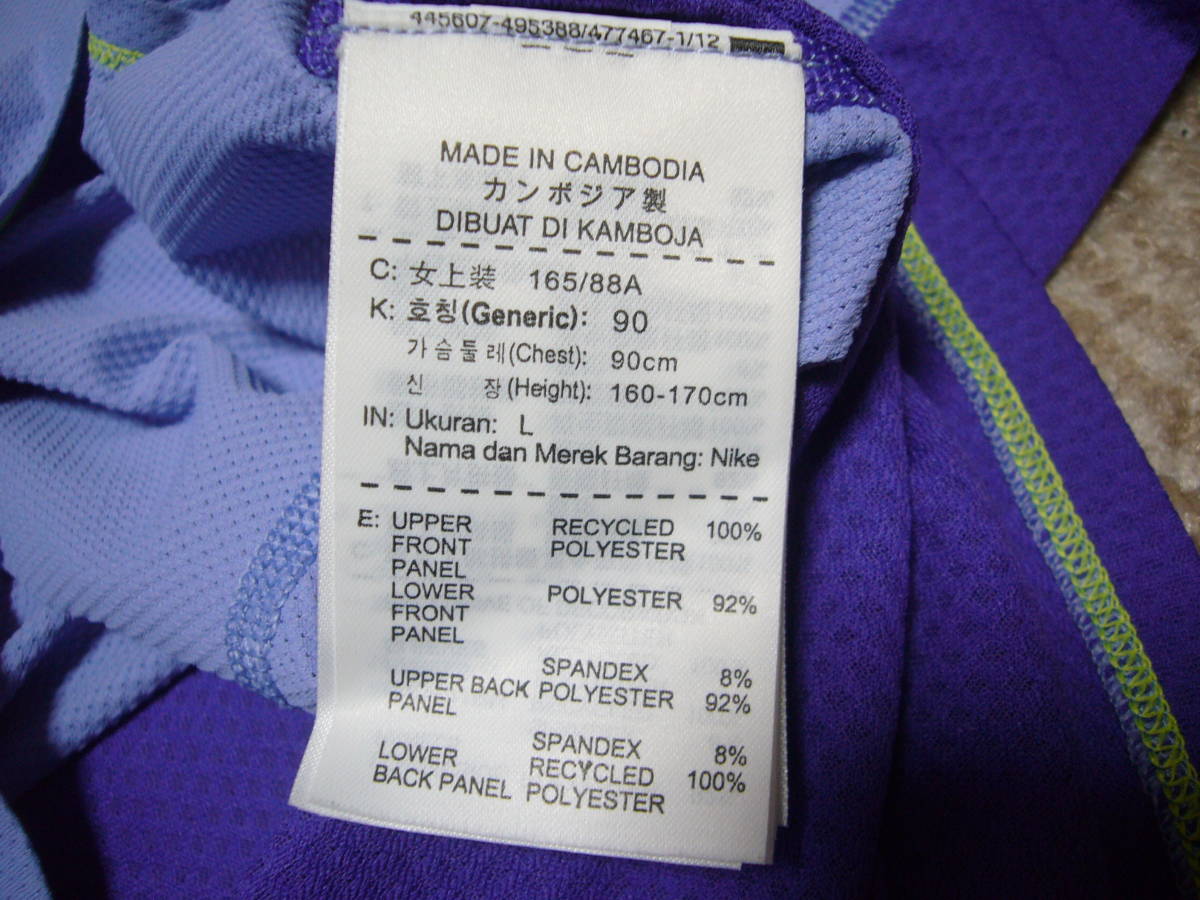 445607-495388/477467-1/12
MADE IN CAMBODIA
カンボジア製
DIBUAT DI KAMBOJA
C: 女上装 165/88A
K: 호칭(Generic): 90
가슴둘레(Chest): 90cm
신 장(Height): 160-170cm
IN: Ukuran: L
Nama dan Merek Barang: Nike
E: UPPER RECYCLED 100%
FRONT POLYESTER
PANEL
LOWER POLYESTER 92%
FRONT
PANEL
SPANDEX 8%
UPPER BACK POLYESTER 92%
PANEL
SPANDEX 8%
LOWER RECYCLED 100%
BACK PANEL POLYESTER